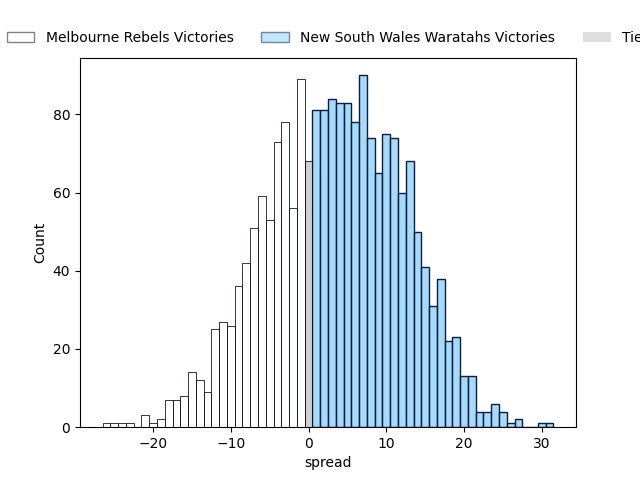 Melbourne Rebels Victories New South Wales Waratahs Victories Tie
80
60
40
20
0
Count
−20 −10 0 10 20 30
spread